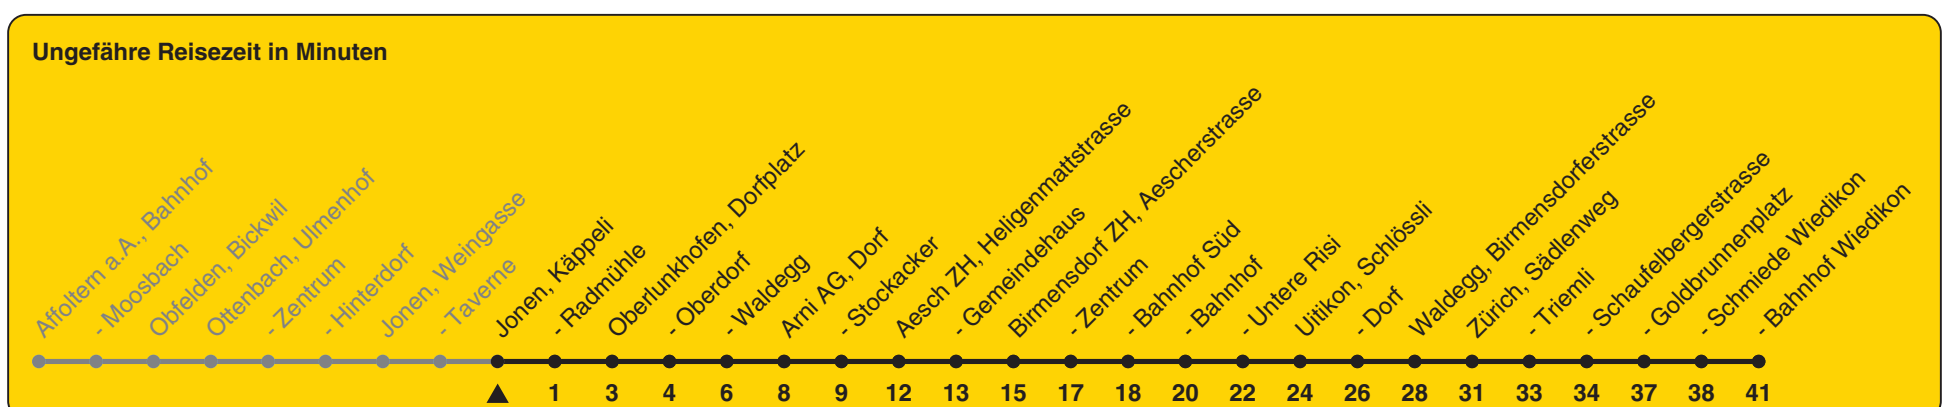 Ungefähre Reisezeit in Minuten
Affoltern a.A., Bahnhof
- Moosbach
Obfelden, Bickwil
Ottenbach, Ulmenhof
- Zentrum
- Hinterdorf
Jonen, Weingasse
- Taverne
Jonen, Käppeli
- Radmühle
Oberlunkhofen, Dorfplatz
- Oberdorf
- Waldegg
Arni AG, Dorf
- Stockacker
Aesch ZH, Heligenmattstrasse
- Gemeindehaus
Birmensdorf ZH, Aescherstrasse
- Zentrum
- Bahnhof Süd
- Bahnhof
- Untere Risi
Uitikon, Schlössli
- Dorf
Waldegg, Birmensdorferstrasse
Zürich, Sädlenweg
- Triemli
- Schaufelbergerstrasse
- Goldbrunnenplatz
- Schmiede Wiedikon
- Bahnhof Wiedikon
1 3 4 6 8 9 12 13 15 17 18 20 22 24 26 28 31 33 34 37 38 41